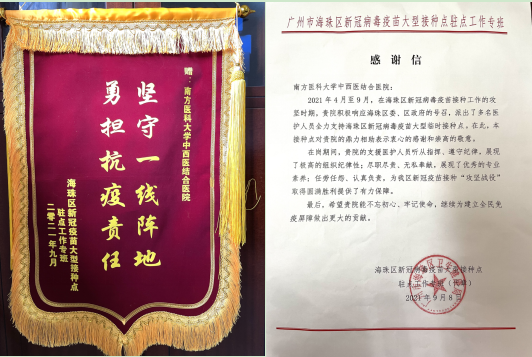 赠：南方医科大学中西医结合医院
坚守一线阵地
勇担抗疫责任
海珠区新冠疫苗大型接种点
驻点工作专班
二零二一年九月
广州市海珠区新冠病毒疫苗大型接种点驻点工作专班
感谢信
南方医科大学中西医结合医院：
2021年4月至9月，在海珠区新冠病毒疫苗接种工作的攻
坚时期，贵院积极响应海珠区委、区政府的号召，派出了多名医
护人员全力支持海珠区新冠病毒疫苗大型临时接种点。在此，本
接种点对贵院的鼎力相助表示衷心的感谢和崇高的敬意。
在岗期间，贵院的支援医护人员听从指挥、遵守纪律，展现
了极高的组织纪律性；尽职尽责、无私奉献，展现了优秀的专业素
养；任劳任怨、认真负责，为我区新冠疫苗接种“攻坚战役”
取得圆满胜利提供了有力保障。
最后，希望贵院能不忘初心、牢记使命，继续为建立全民免
疫屏障做出更大的贡献。
海珠区新冠病毒疫苗大型接种点
驻点工作专班（代章）
2021年9月8日